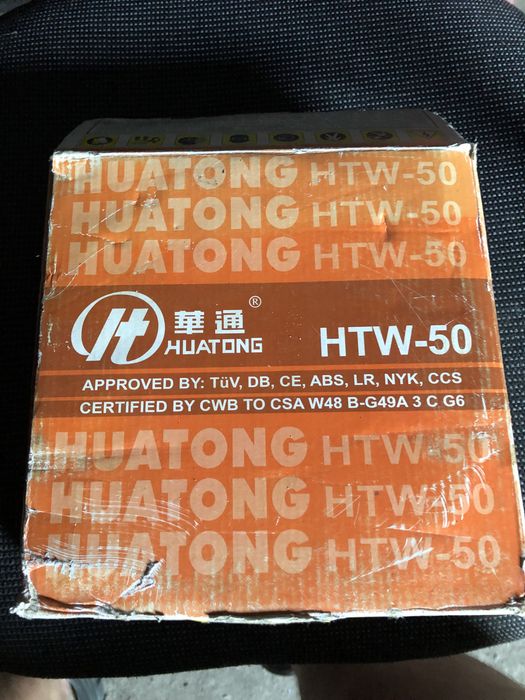 HUATONG HTW-50
HUATONG HTW-50
HUATONG HTW-50
華通®
HUATONG
HTW-50
APPROVED BY: TüV, DB, CE, ABS, LR, NYK, CCS
CERTIFIED BY CWB TO CSA W48 B-G49A 3 C G6
HUATONG HTW-50
HUATONG HTW-50
HUATONG HTW-50